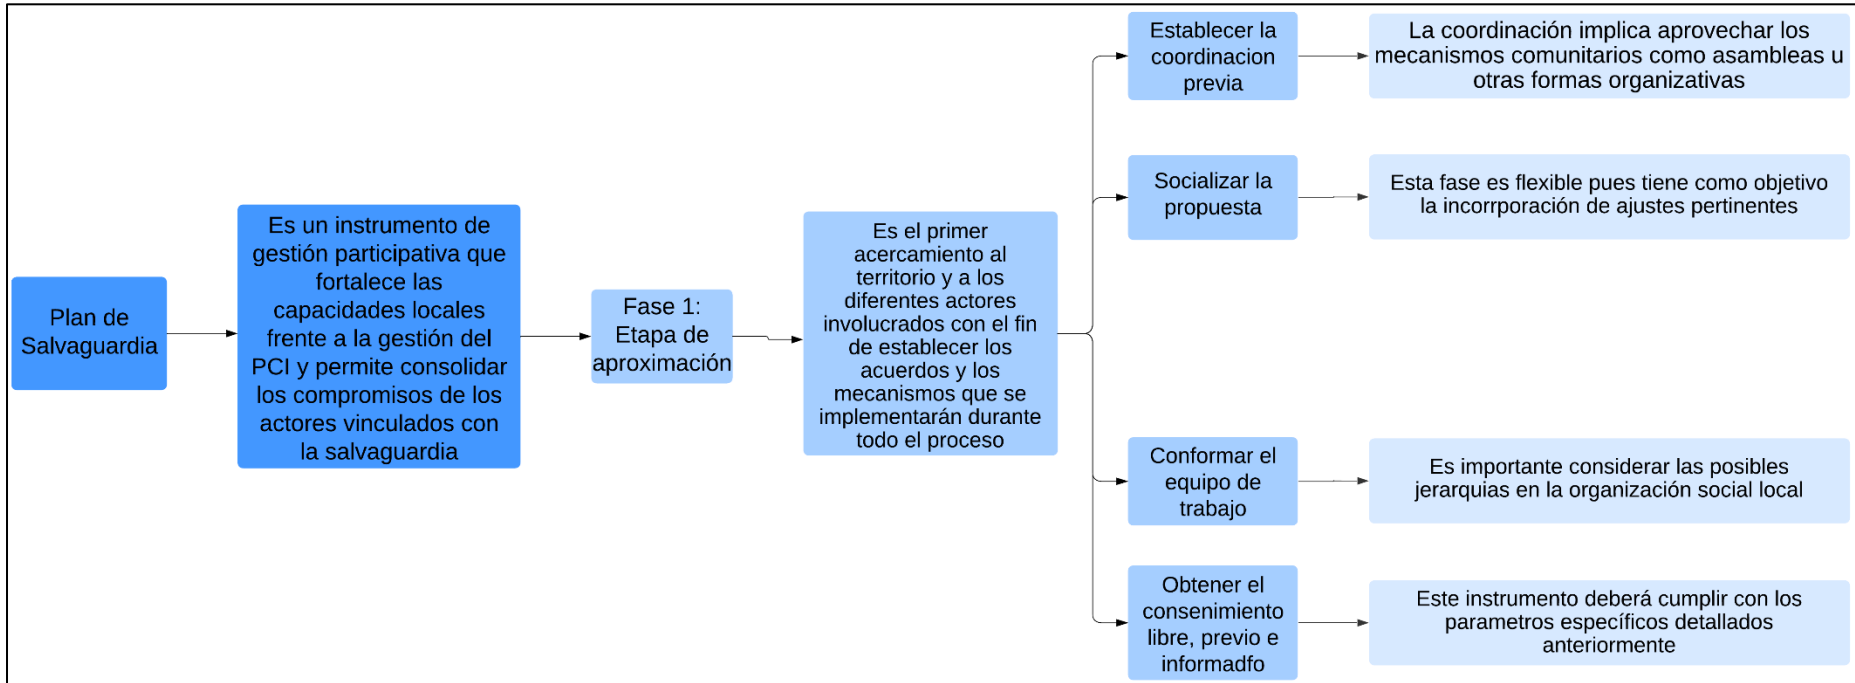 Plan de
Salvaguardia
Es un instrumento de
gestión participativa que
fortalece las
capacidades locales
frente a la gestión del
PCI y permite consolidar
los compromisos de los
actores vinculados con
la salvaguardia
Fase 1:
Etapa de
aproximación
Es el primer
acercamiento al
territorio y a los
diferentes actores
involucrados con el fin
de establecer los
acuerdos y los
mecanismos que se
implementarán durante
todo el proceso
Establecer la
coordinacion
previa
La coordinación implica aprovechar los
mecanismos comunitarios como asambleas u
otras formas organizativas
Socializar la
propuesta
Esta fase es flexible pues tiene como objetivo
la incorrporación de ajustes pertinentes
Conformar el
equipo de
trabajo
Es importante considerar las posibles
jerarquias en la organización social local
Obtener el
consenimiento
libre, previo e
informadfo
Este instrumento deberá cumplir con los
parametros específicos detallados
anteriormente